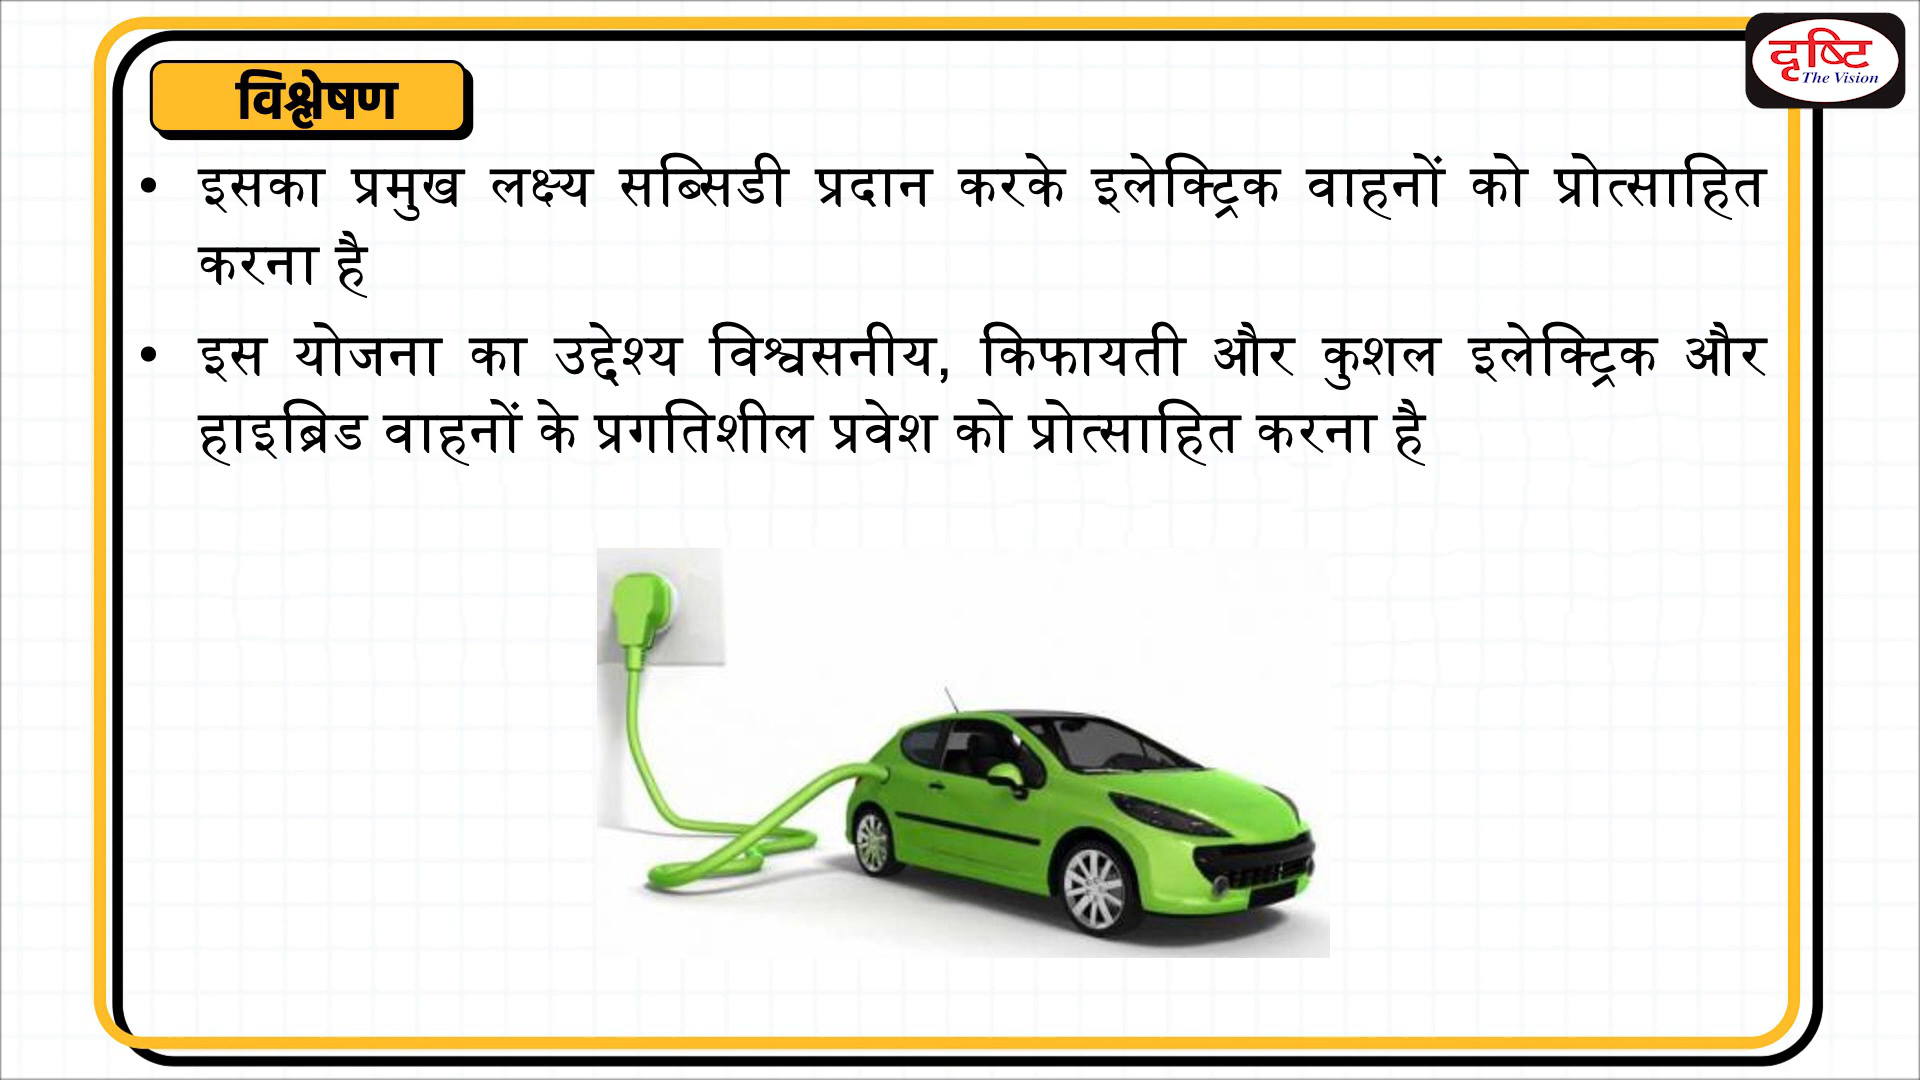 दृष्टि
The Vision
विश्लेषण
• इसका प्रमुख लक्ष्य सब्सिडी प्रदान करके इलेक्ट्रिक वाहनों को प्रोत्साहित
करना है
• इस योजना का उद्देश्य विश्वसनीय, किफायती और कुशल इलेक्ट्रिक और
हाइब्रिड वाहनों के प्रगतिशील प्रवेश को प्रोत्साहित करना है